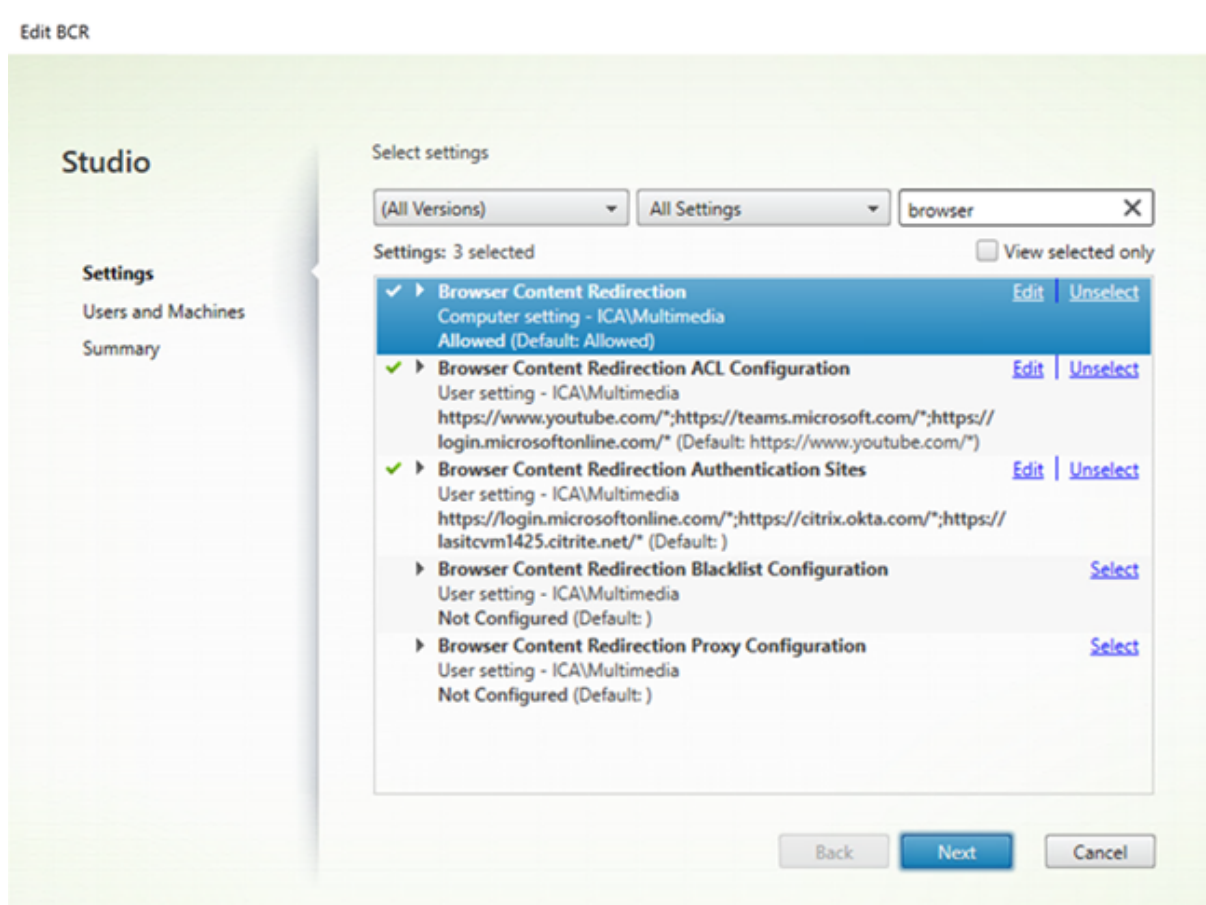 Edit BCR
Studio
Settings
Users and Machines
Summary
Select settings
(All Versions)
All Settings
browser
Settings: 3 selected
View selected only
Browser Content Redirection
Edit
Unselect
Computer setting - ICA\Multimedia
Allowed (Default: Allowed)
Browser Content Redirection ACL Configuration
Edit
Unselect
User setting - ICA\Multimedia
https://www.youtube.com/*;https://teams.microsoft.com/*;https://
login.microsoftonline.com/* (Default: https://www.youtube.com/*)
Browser Content Redirection Authentication Sites
Edit
Unselect
User setting - ICA\Multimedia
https://login.microsoftonline.com/*;https://citrix.okta.com/*;https://
lasitcvm1425.citrite.net/* (Default: )
Browser Content Redirection Blacklist Configuration
Select
User setting - ICA\Multimedia
Not Configured (Default: )
Browser Content Redirection Proxy Configuration
Select
User setting - ICA\Multimedia
Not Configured (Default: )
Back
Next
Cancel